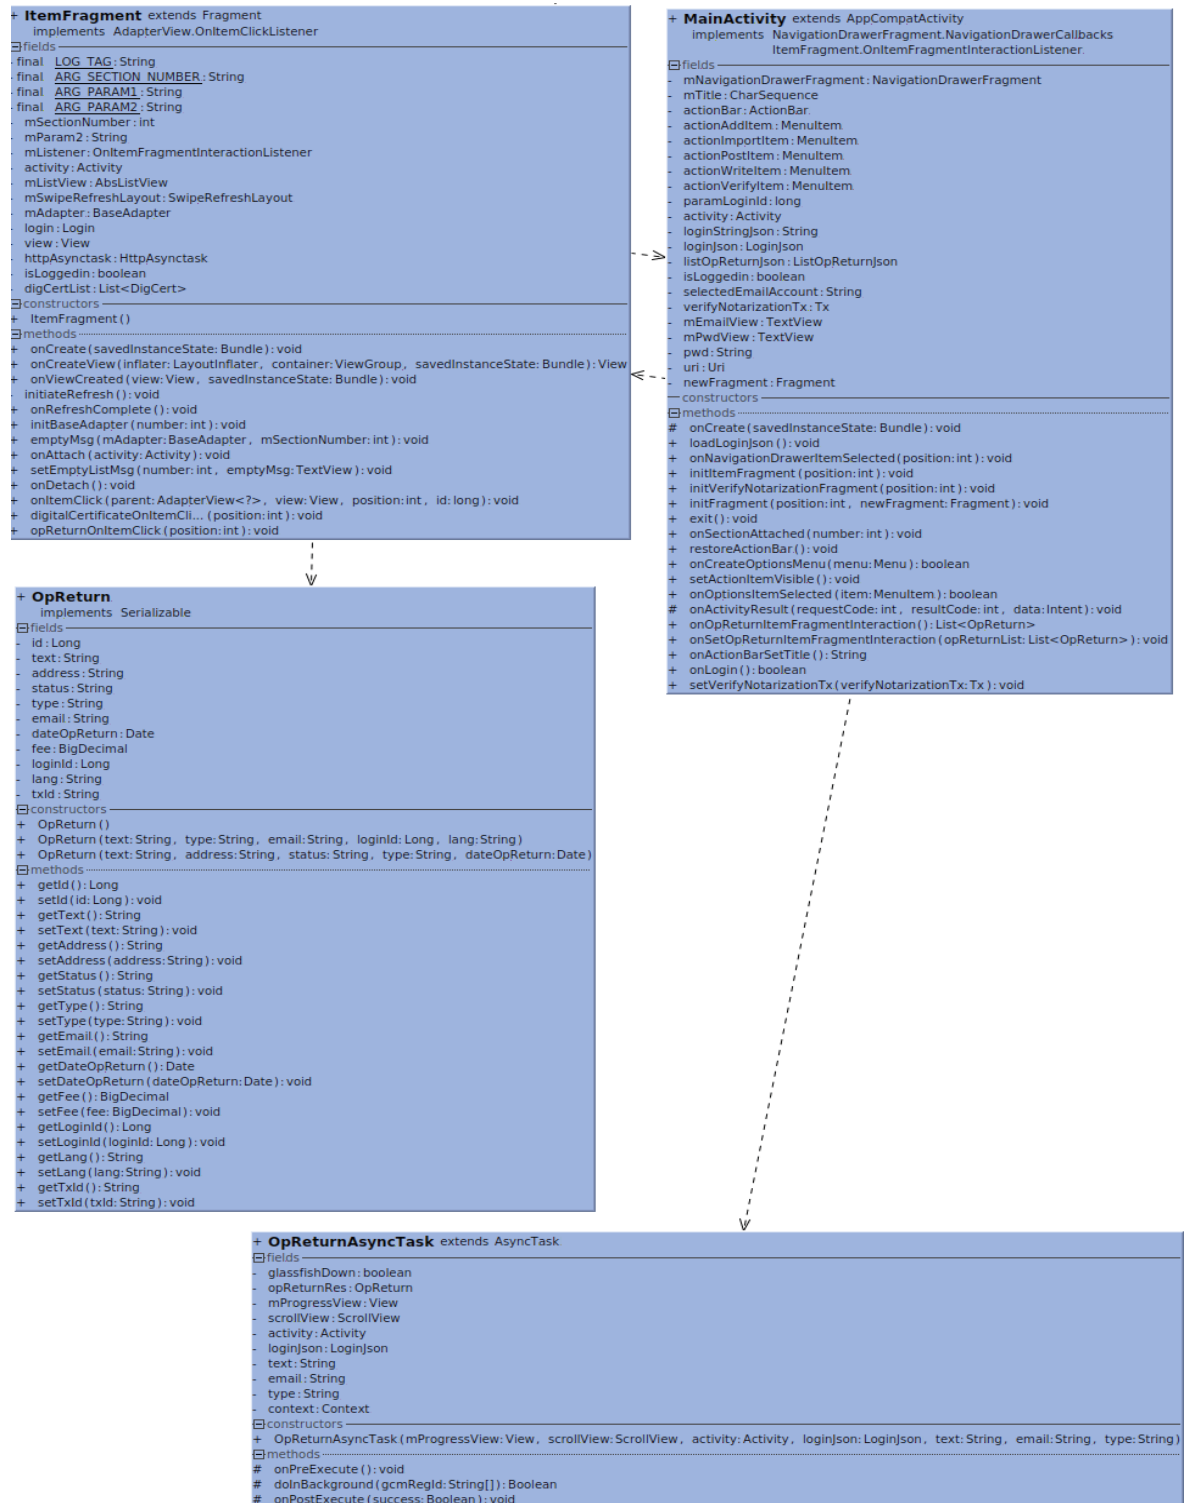 + ItemFragment extends Fragment
implements AdapterView.OnItemClickListener
fields
- final LOG_TAG : String
- final ARG_SECTION_NUMBER : String
- final ARG_PARAM1 : String
- final ARG_PARAM2 : String
- mSectionNumber : int
- mParam2 : String
- mListener : OnItemFragmentInteractionListener
- activity : Activity
- mListView : AbsListView
- mSwipeRefreshLayout : SwipeRefreshLayout
- mAdapter : BaseAdapter
- login : Login
- view : View
- httpAsynctask : HttpAsynctask
- isLoggedin : boolean
- digCertList : List<DigCert>
constructors
+ ItemFragment ()
methods
+ onCreate (savedInstanceState : Bundle) : void
+ onCreateView (inflater : LayoutInflater, container : ViewGroup, savedInstanceState : Bundle) : View
+ onViewCreated (view : View, savedInstanceState : Bundle) : void
- initiateRefresh () : void
+ onRefreshComplete () : void
+ initBaseAdapter (number : int) : void
+ emptyMsg (mAdapter : BaseAdapter, mSectionNumber : int) : void
+ onAttach (activity : Activity) : void
+ setEmptyListMsg (number : int, emptyMsg : TextView) : void
+ onDetach () : void
+ onItemClick (parent : AdapterView<?>, view : View, position : int, id : long) : void
+ digitalCertificateOnItemCli... (position : int) : void
+ opReturnOnItemClick (position : int) : void
+ MainActivity extends AppCompatActivity
implements NavigationDrawerFragment.NavigationDrawerCallbacks
ItemFragment.OnItemFragmentInteractionListener
fields
- mNavigationDrawerFragment : NavigationDrawerFragment
- mTitle : CharSequence
- actionBar : ActionBar
- actionAddItem : MenuItem
- actionImportItem : MenuItem
- actionPostItem : MenuItem
- actionWriteItem : MenuItem
- actionVerifyItem : MenuItem
- paramLoginId : long
- activity : Activity
- loginStringJson : String
- loginJson : LoginJson
- listOpReturnJson : ListOpReturnJson
- isLoggedin : boolean
- selectedEmailAccount : String
- verifyNotarizationTx : Tx
- mEmailView : TextView
- mPwdView : TextView
- pwd : String
- uri : Uri
- newFragment : Fragment
constructors
methods
# onCreate (savedInstanceState : Bundle) : void
+ loadLoginJson () : void
+ onNavigationDrawerItemSelected (position : int) : void
+ initItemFragment (position : int) : void
+ initVerifyNotarizationFragment (position : int) : void
+ initFragment (position : int, newFragment : Fragment) : void
+ exit () : void
+ onSectionAttached (number : int) : void
+ restoreActionBar () : void
+ onCreateOptionsMenu (menu : Menu) : boolean
+ setActionItemVisible () : void
+ onOptionsItemSelected (item : MenuItem) : boolean
# onActivityResult (requestCode : int, resultCode : int, data : Intent) : void
+ onOpReturnItemFragmentInteraction () : List<OpReturn>
+ onSetOpReturnItemFragmentInteraction (opReturnList : List<OpReturn>) : void
+ onActionBarSetTitle () : String
+ onLogin () : boolean
+ setVerifyNotarizationTx (verifyNotarizationTx : Tx) : void
+ OpReturn
implements Serializable
fields
- id : Long
- text : String
- address : String
- status : String
- type : String
- email : String
- dateOpReturn : Date
- fee : BigDecimal
- loginId : Long
- lang : String
- txId : String
constructors
+ OpReturn ()
+ OpReturn (text : String, type : String, email : String, loginId : Long, lang : String)
+ OpReturn (text : String, address : String, status : String, type : String, dateOpReturn : Date)
methods
+ getId () : Long
+ setId (id : Long) : void
+ getText () : String
+ setText (text : String) : void
+ getAddress () : String
+ setAddress (address : String) : void
+ getStatus () : String
+ setStatus (status : String) : void
+ getType () : String
+ setType (type : String) : void
+ getEmail () : String
+ setEmail (email : String) : void
+ getDateOpReturn () : Date
+ setDateOpReturn (dateOpReturn : Date) : void
+ getFee () : BigDecimal
+ setFee (fee : BigDecimal) : void
+ getLoginId () : Long
+ setLoginId (loginId : Long) : void
+ getLang () : String
+ setLang (lang : String) : void
+ getTxId () : String
+ setTxId (txId : String) : void
+ OpReturnAsyncTask extends AsyncTask
fields
- glassfishDown : boolean
- opReturnRes : OpReturn
- mProgressView : View
- scrollView : ScrollView
- activity : Activity
- loginJson : LoginJson
- text : String
- email : String
- type : String
- context : Context
constructors
+ OpReturnAsyncTask (mProgressView : View, scrollView : ScrollView, activity : Activity, loginJson : LoginJson, text : String, email : String, type : String)
methods
# onPreExecute () : void
# doInBackground (gcmRegId : String[]) : Boolean
# onPostExecute (success : Boolean) : void